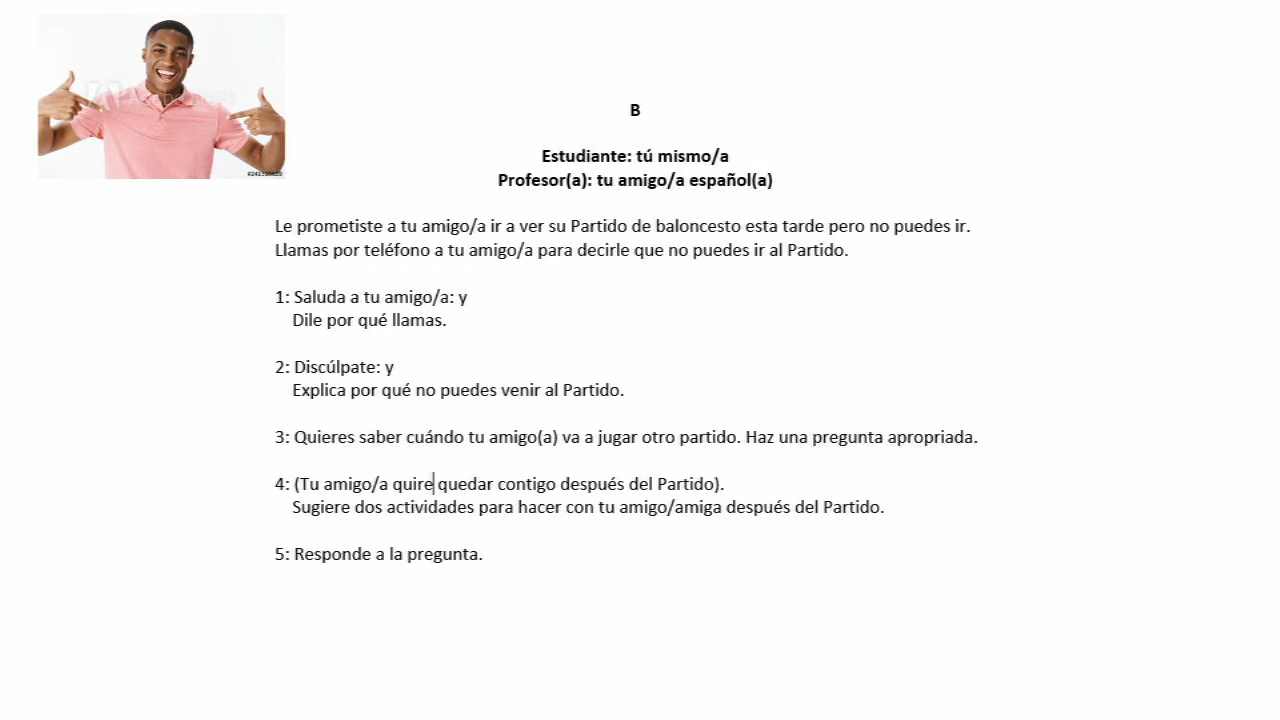 B
Estudiante: tú mismo/a
Profesor(a): tu amigo/a español(a)
Le prometiste a tu amigo/a ir a ver su Partido de baloncesto esta tarde pero no puedes ir.
Llamas por teléfono a tu amigo/a para decirle que no puedes ir al Partido.
1: Saluda a tu amigo/a: y
Dile por qué llamas.
2: Discúlpate: y
Explica por qué no puedes venir al Partido.
3: Quieres saber cuándo tu amigo(a) va a jugar otro partido. Haz una pregunta apropriada.
4: (Tu amigo/a quire quedar contigo después del Partido).
Sugiere dos actividades para hacer con tu amigo/amiga después del Partido.
5: Responde a la pregunta.